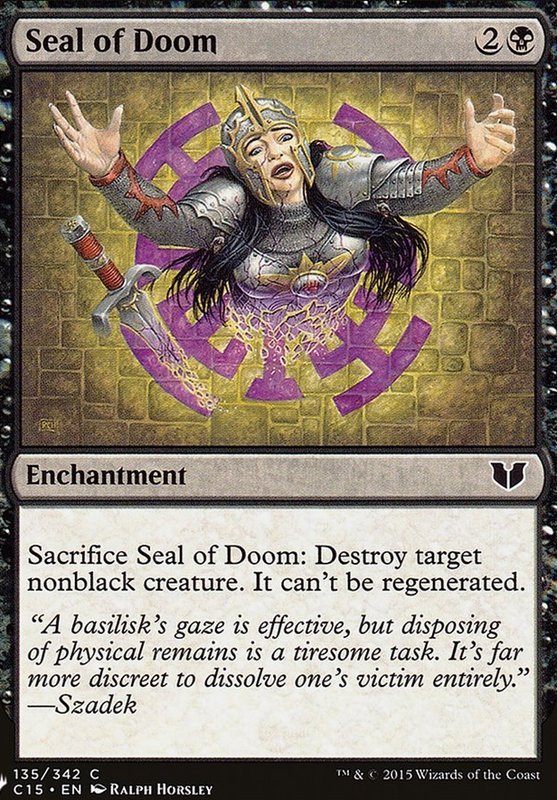 Seal of Doom 2
Enchantment
Sacrifice Seal of Doom: Destroy target
nonblack creature. It can't be regenerated.
"A basilisk's gaze is effective, but disposing
of physical remains is a tiresome task. It's far
more discreet to dissolve one's victim entirely."
—Szadek
135/342 C
C15 • EN RALPH HORSLEY
™ & © 2015 Wizards of the Coast